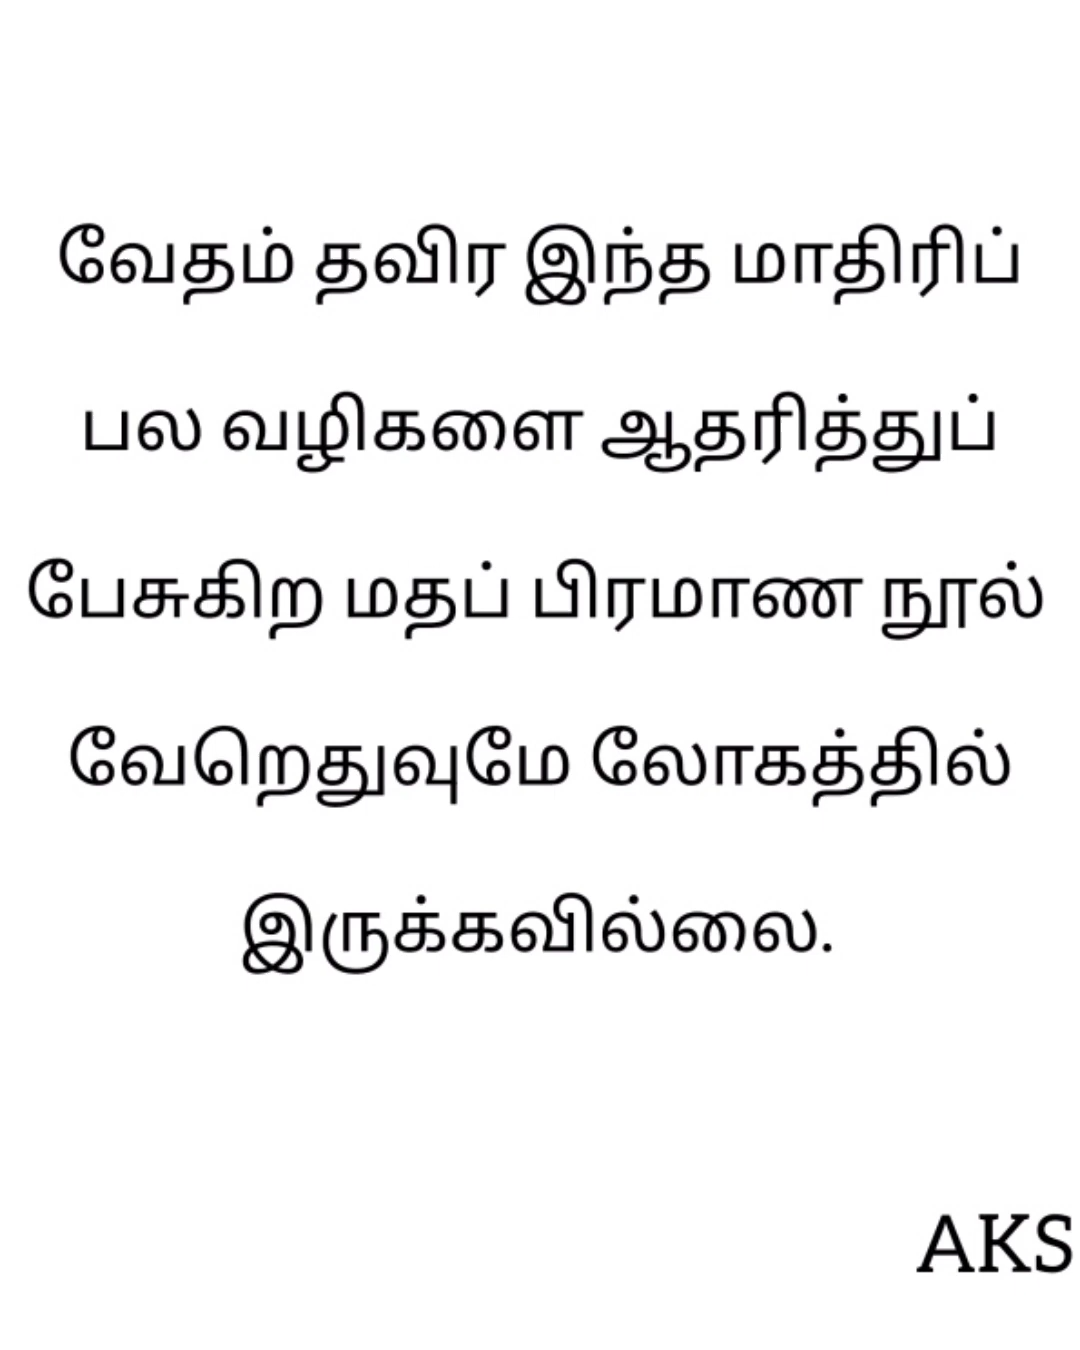 வேதம் தவிர இந்த மாதிரிப்
பல வழிகளை ஆதரித்துப்
பேசுகிற மதப் பிரமாண நூல்
வேறெதுவுமே லோகத்தில்
இருக்கவில்லை.
AKS